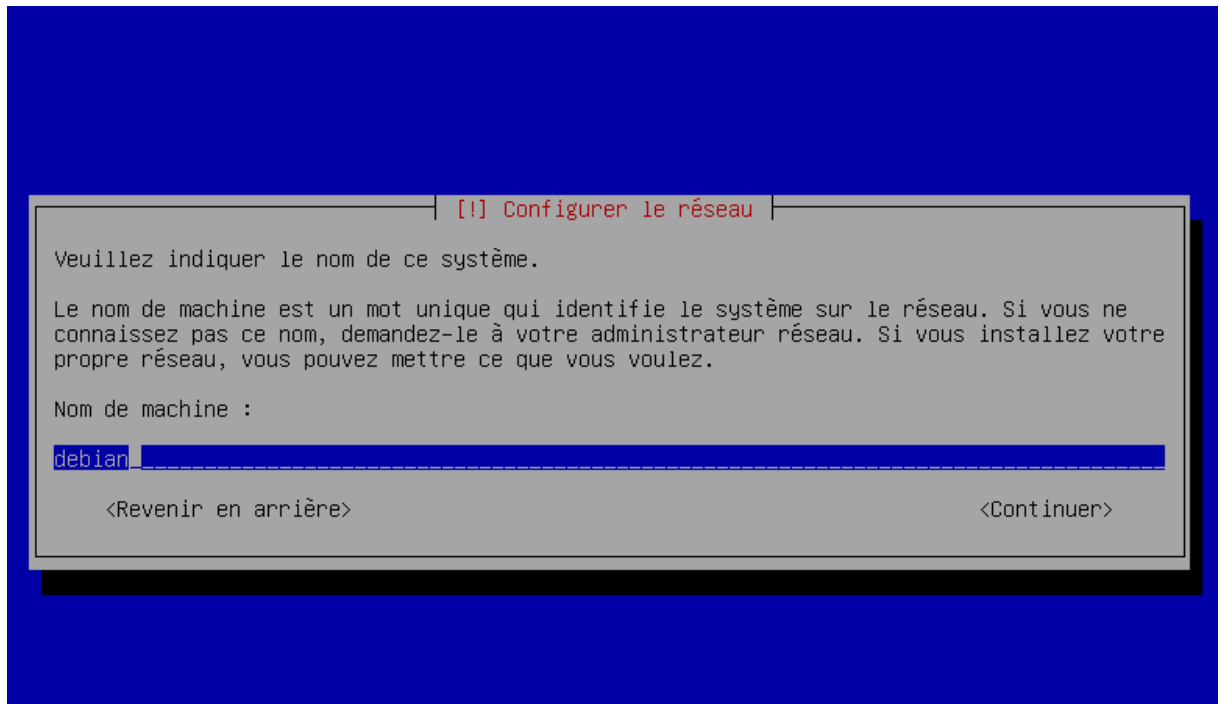 [!] Configurer le réseau
Veuillez indiquer le nom de ce système.
Le nom de machine est un mot unique qui identifie le système sur le réseau. Si vous ne
connaissez pas ce nom, demandez-le à votre administrateur réseau. Si vous installez votre
propre réseau, vous pouvez mettre ce que vous voulez.
Nom de machine :
debian
<Revenir en arrière> <Continuer>